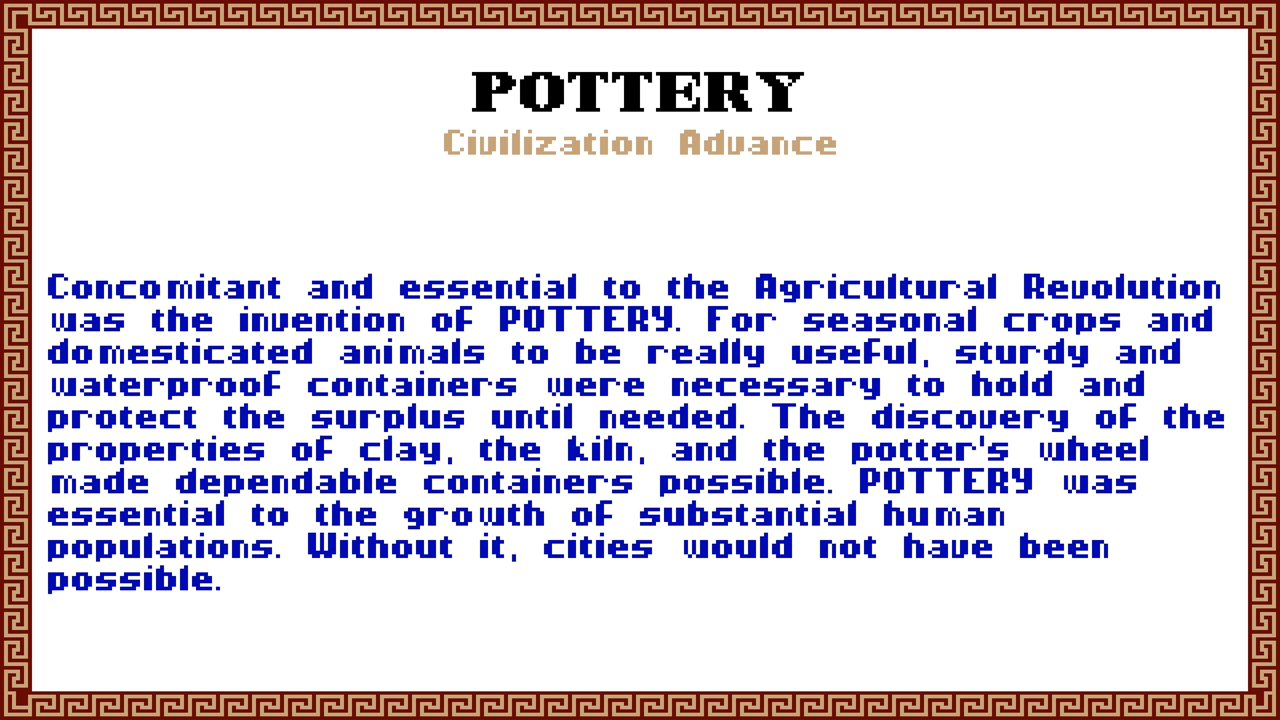 POTTERY
Civilization Advance
Concomitant and essential to the Agricultural Revolution
was the invention of POTTERY. For seasonal crops and
domesticated animals to be really useful, sturdy and
waterproof containers were necessary to hold and
protect the surplus until needed. The discovery of the
properties of clay, the kiln, and the potter's wheel
made dependable containers possible. POTTERY was
essential to the growth of substantial human
populations. Without it, cities would not have been
possible.